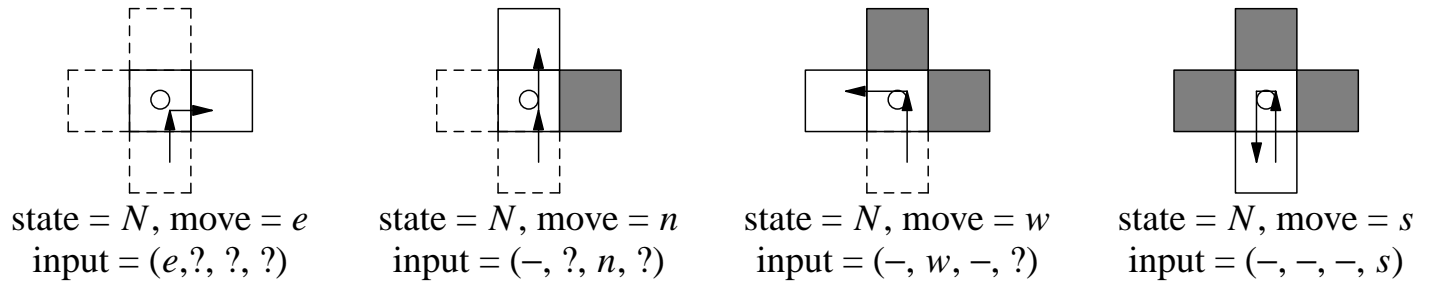 state = N, move = e
input = (e,?, ?, ?)
state = N, move = n
input = (−, ?, n, ?)
state = N, move = w
input = (−, w, −, ?)
state = N, move = s
input = (−, −, −, s)